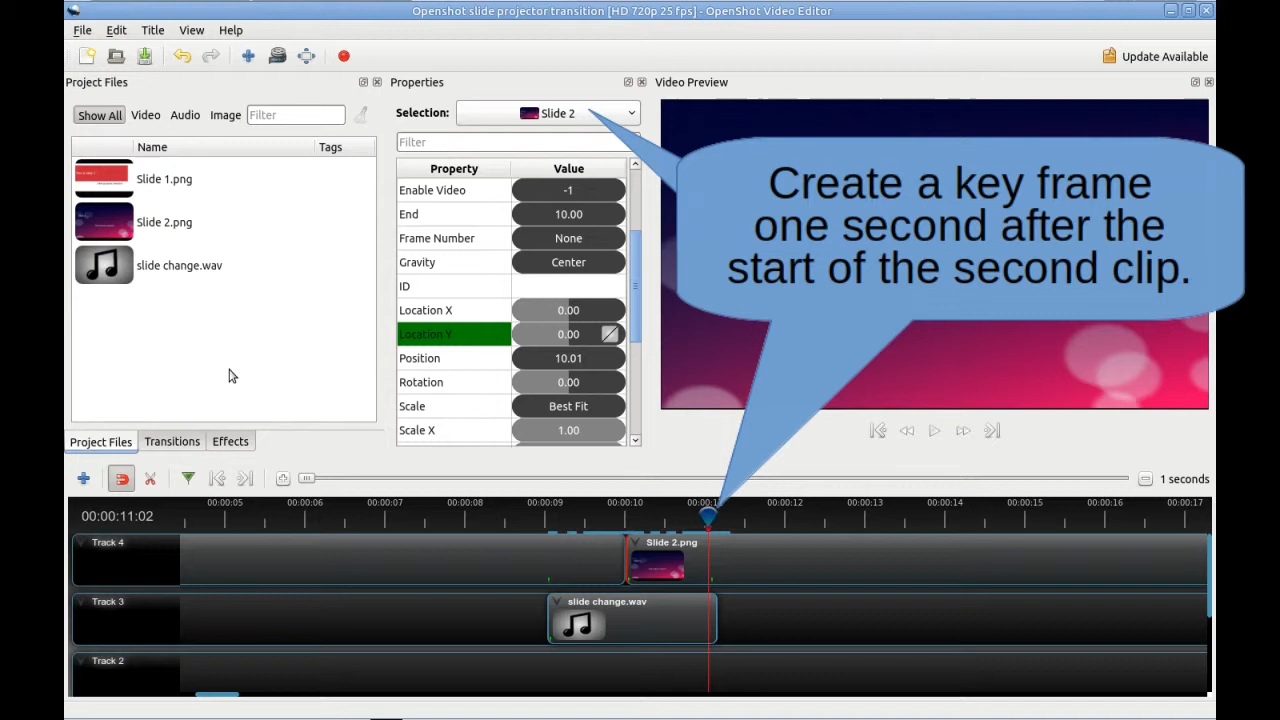 Openshot slide projector transition [HD 720p 25 fps] - OpenShot Video Editor
File Edit Title View Help
Update Available
Project Files
Properties
Video Preview
Show All Video Audio Image Filter
Selection: Slide 2
Filter
Name Tags
Slide 1.png
Slide 2.png
slide change.wav
Property Value
Enable Video -1
End 10.00
Frame Number None
Gravity Center
ID
Location X 0.00
Location Y 0.00
Position 10.01
Rotation 0.00
Scale Best Fit
Scale X 1.00
Create a key frame
one second after the
start of the second clip.
Project Files Transitions Effects
1 seconds
00:00:05 00:00:06 00:00:07 00:00:08 00:00:09 00:00:10 00:00:1 00:00:12 00:00:13 00:00:14 00:00:15 00:00:16 00:00:17
00:00:11:02
Track 4
Slide 2.png
Track 3
slide change.wav
Track 2